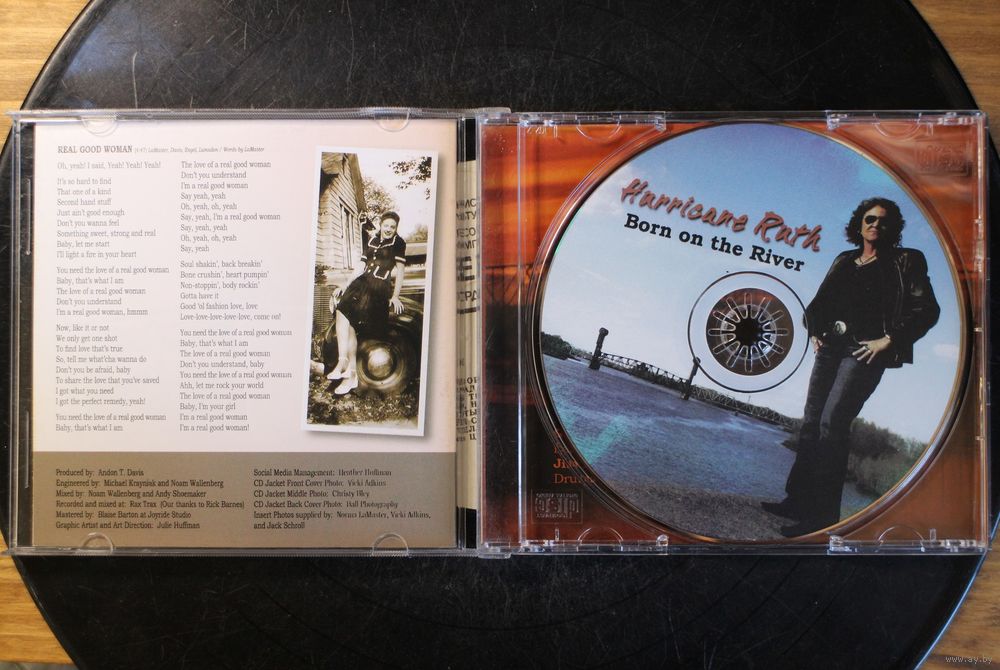 REAL GOOD WOMAN (4:47) LaMaster, Davis, Engel, Lumsden / Words by LaMaster
Oh, yeah! I said, Yeah! Yeah! Yeah!
It's so hard to find
That one of a kind
Second hand stuff
Just ain't good enough
Don't you wanna feel
Something sweet, strong and real
Baby, let me start
I'll light a fire in your heart
You need the love of a real good woman
Baby, that's what I am
The love of a real good woman
Don't you understand
I'm a real good woman, hmmm
Now, like it or not
We only get one shot
To find love that's true
So, tell me what'cha wanna do
Don't you be afraid, baby
To share the love that you've saved
I got what you need
I got the perfect remedy, yeah!
You need the love of a real good woman
Baby, that's what I am
The love of a real good woman
Don't you understand
I'm a real good woman
Say yeah, yeah
Oh, yeah, oh, yeah
Say, yeah, I'm a real good woman
Say, yeah, yeah
Oh, yeah, oh, yeah
Say, yeah
Soul shakin', back breakin'
Bone crushin', heart pumpin'
Non-stoppin', body rockin'
Gotta have it
Good 'ol fashion love, love
Love-love-love-love-love, come on!
You need the love of a real good woman
Baby, that's what I am
The love of a real good woman
Don't you understand, baby
You need the love of a real good woman
Ahh, let me rock your world
The love of a real good woman
Baby, I'm your girl
I'm a real good woman
I'm a real good woman!
Produced by: Andon T. Davis
Engineered by: Michael Kraynisk and Noam Wallenberg
Mixed by: Noam Wallenberg and Andy Shoemaker
Recorded and mixed at: Rax Trax (Our thanks to Rick Barnes)
Mastered by: Blaise Barton at Joyride Studio
Graphic Artist and Art Direction: Julie Huffman
Social Media Management: Heather Huffman
CD Jacket Front Cover Photo: Vicki Adkins
CD Jacket Middle Photo: Christy Wey
CD Jacket Back Cover Photo: Ball Photography
Insert Photos supplied by: Norma LaMaster, Vicki Adkins,
and Jack Schroll
Hurricane Ruth
Born on the River
www.ay.by